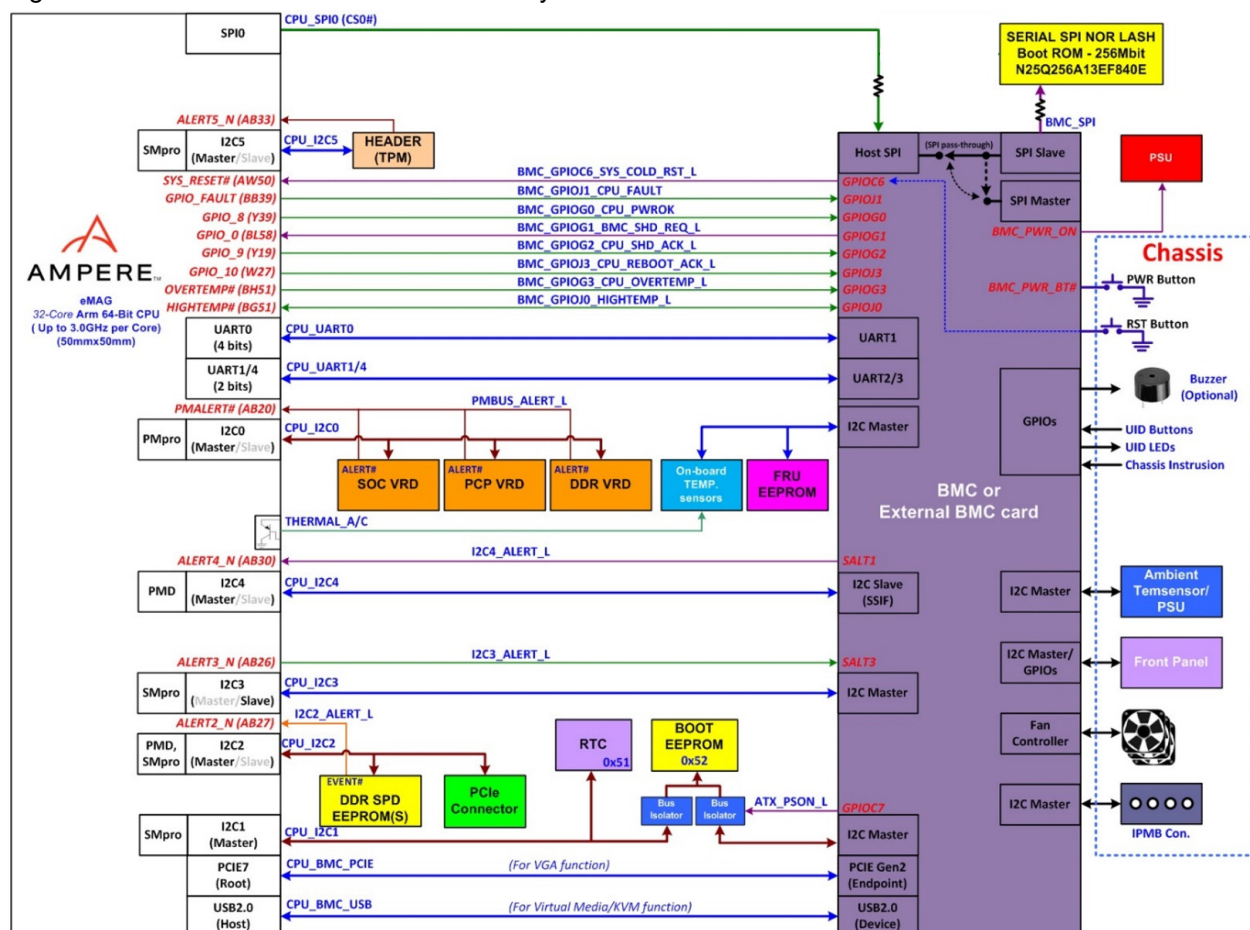 CPU_SPI0 (CS0#)
SPI0
SERIAL SPI NOR LASH
Boot ROM - 256Mbit
N25Q256A13EF840E
ALERT5_N (AB33)
BMC_SPI
SMpro
I2C5
(Master/Slave)
CPU_I2C5
HEADER
(TPM)
Host SPI
(SPI pass-through)
SPI Slave
PSU
SYS_RESET# (AW50)
BMC_GPIOC6_SYS_COLD_RST_L
GPIOC6
SPI Master
GPIO_FAULT (BB39)
BMC_GPIOJ1_CPU_FAULT
GPIOJ1
GPIO_8 (Y39)
BMC_GPIOG0_CPU_PWROK
GPIOG0
GPIO_0 (BL58)
BMC_GPIOG1_BMC_SHD_REQ_L
GPIOG1
BMC_PWR_ON
GPIO_9 (Y19)
BMC_GPIOG2_CPU_SHD_ACK_L
GPIOG2
Chassis
GPIO_10 (W27)
BMC_GPIOJ3_CPU_REBOOT_ACK_L
GPIOJ3
OVERTEMP# (BH51)
BMC_GPIOG3_CPU_OVERTEMP_L
GPIOG3
BMC_PWR_BT#
PWR Button
HIGHTEMP# (BG51)
BMC_GPIOJ0_HIGHTEMP_L
GPIOJ0
AMPERE™
eMAG
32-Core Arm 64-Bit CPU
( Up to 3.0GHz per Core)
(50mmx50mm)
RST Button
UART0
(4 bits)
CPU_UART0
UART1
UART1/4
(2 bits)
CPU_UART1/4
UART2/3
Buzzer
(Optional)
GPIOs
UID Buttons
UID LEDs
Chassis Instrusion
PMALERT# (AB20)
PMBUS_ALERT_L
PMpro
I2C0
(Master/Slave)
CPU_I2C0
I2C Master
ALERT#
SOC VRD
ALERT#
PCP VRD
ALERT#
DDR VRD
On-board
TEMP.
sensors
FRU
EEPROM
BMC or
External BMC card
THERMAL_A/C
ALERT4_N (AB30)
I2C4_ALERT_L
SALT1
PMD
I2C4
(Master/Slave)
CPU_I2C4
I2C Slave
(SSIF)
I2C Master
Ambient
Temsensor/
PSU
ALERT3_N (AB26)
I2C3_ALERT_L
SALT3
I2C Master/
GPIOs
Front Panel
SMpro
I2C3
(Master/Slave)
CPU_I2C3
I2C Master
ALERT2_N (AB27)
I2C2_ALERT_L
PMD,
SMpro
I2C2
(Master/Slave)
CPU_I2C2
RTC
0x51
BOOT
EEPROM
0x52
Fan
Controller
EVENT#
DDR SPD
EEPROM(S)
PCIe
Connector
Bus
Isolator
Bus
Isolator
ATX_PSON_L
GPIOC7
I2C Master
IPMB Con.
SMpro
I2C1
(Master)
CPU_I2C1
I2C Master
PCIE7
(Root)
CPU_BMC_PCIE
(For VGA function)
PCIE Gen2
(Endpoint)
USB2.0
(Host)
CPU_BMC_USB
(For Virtual Media/KVM function)
USB2.0
(Device)